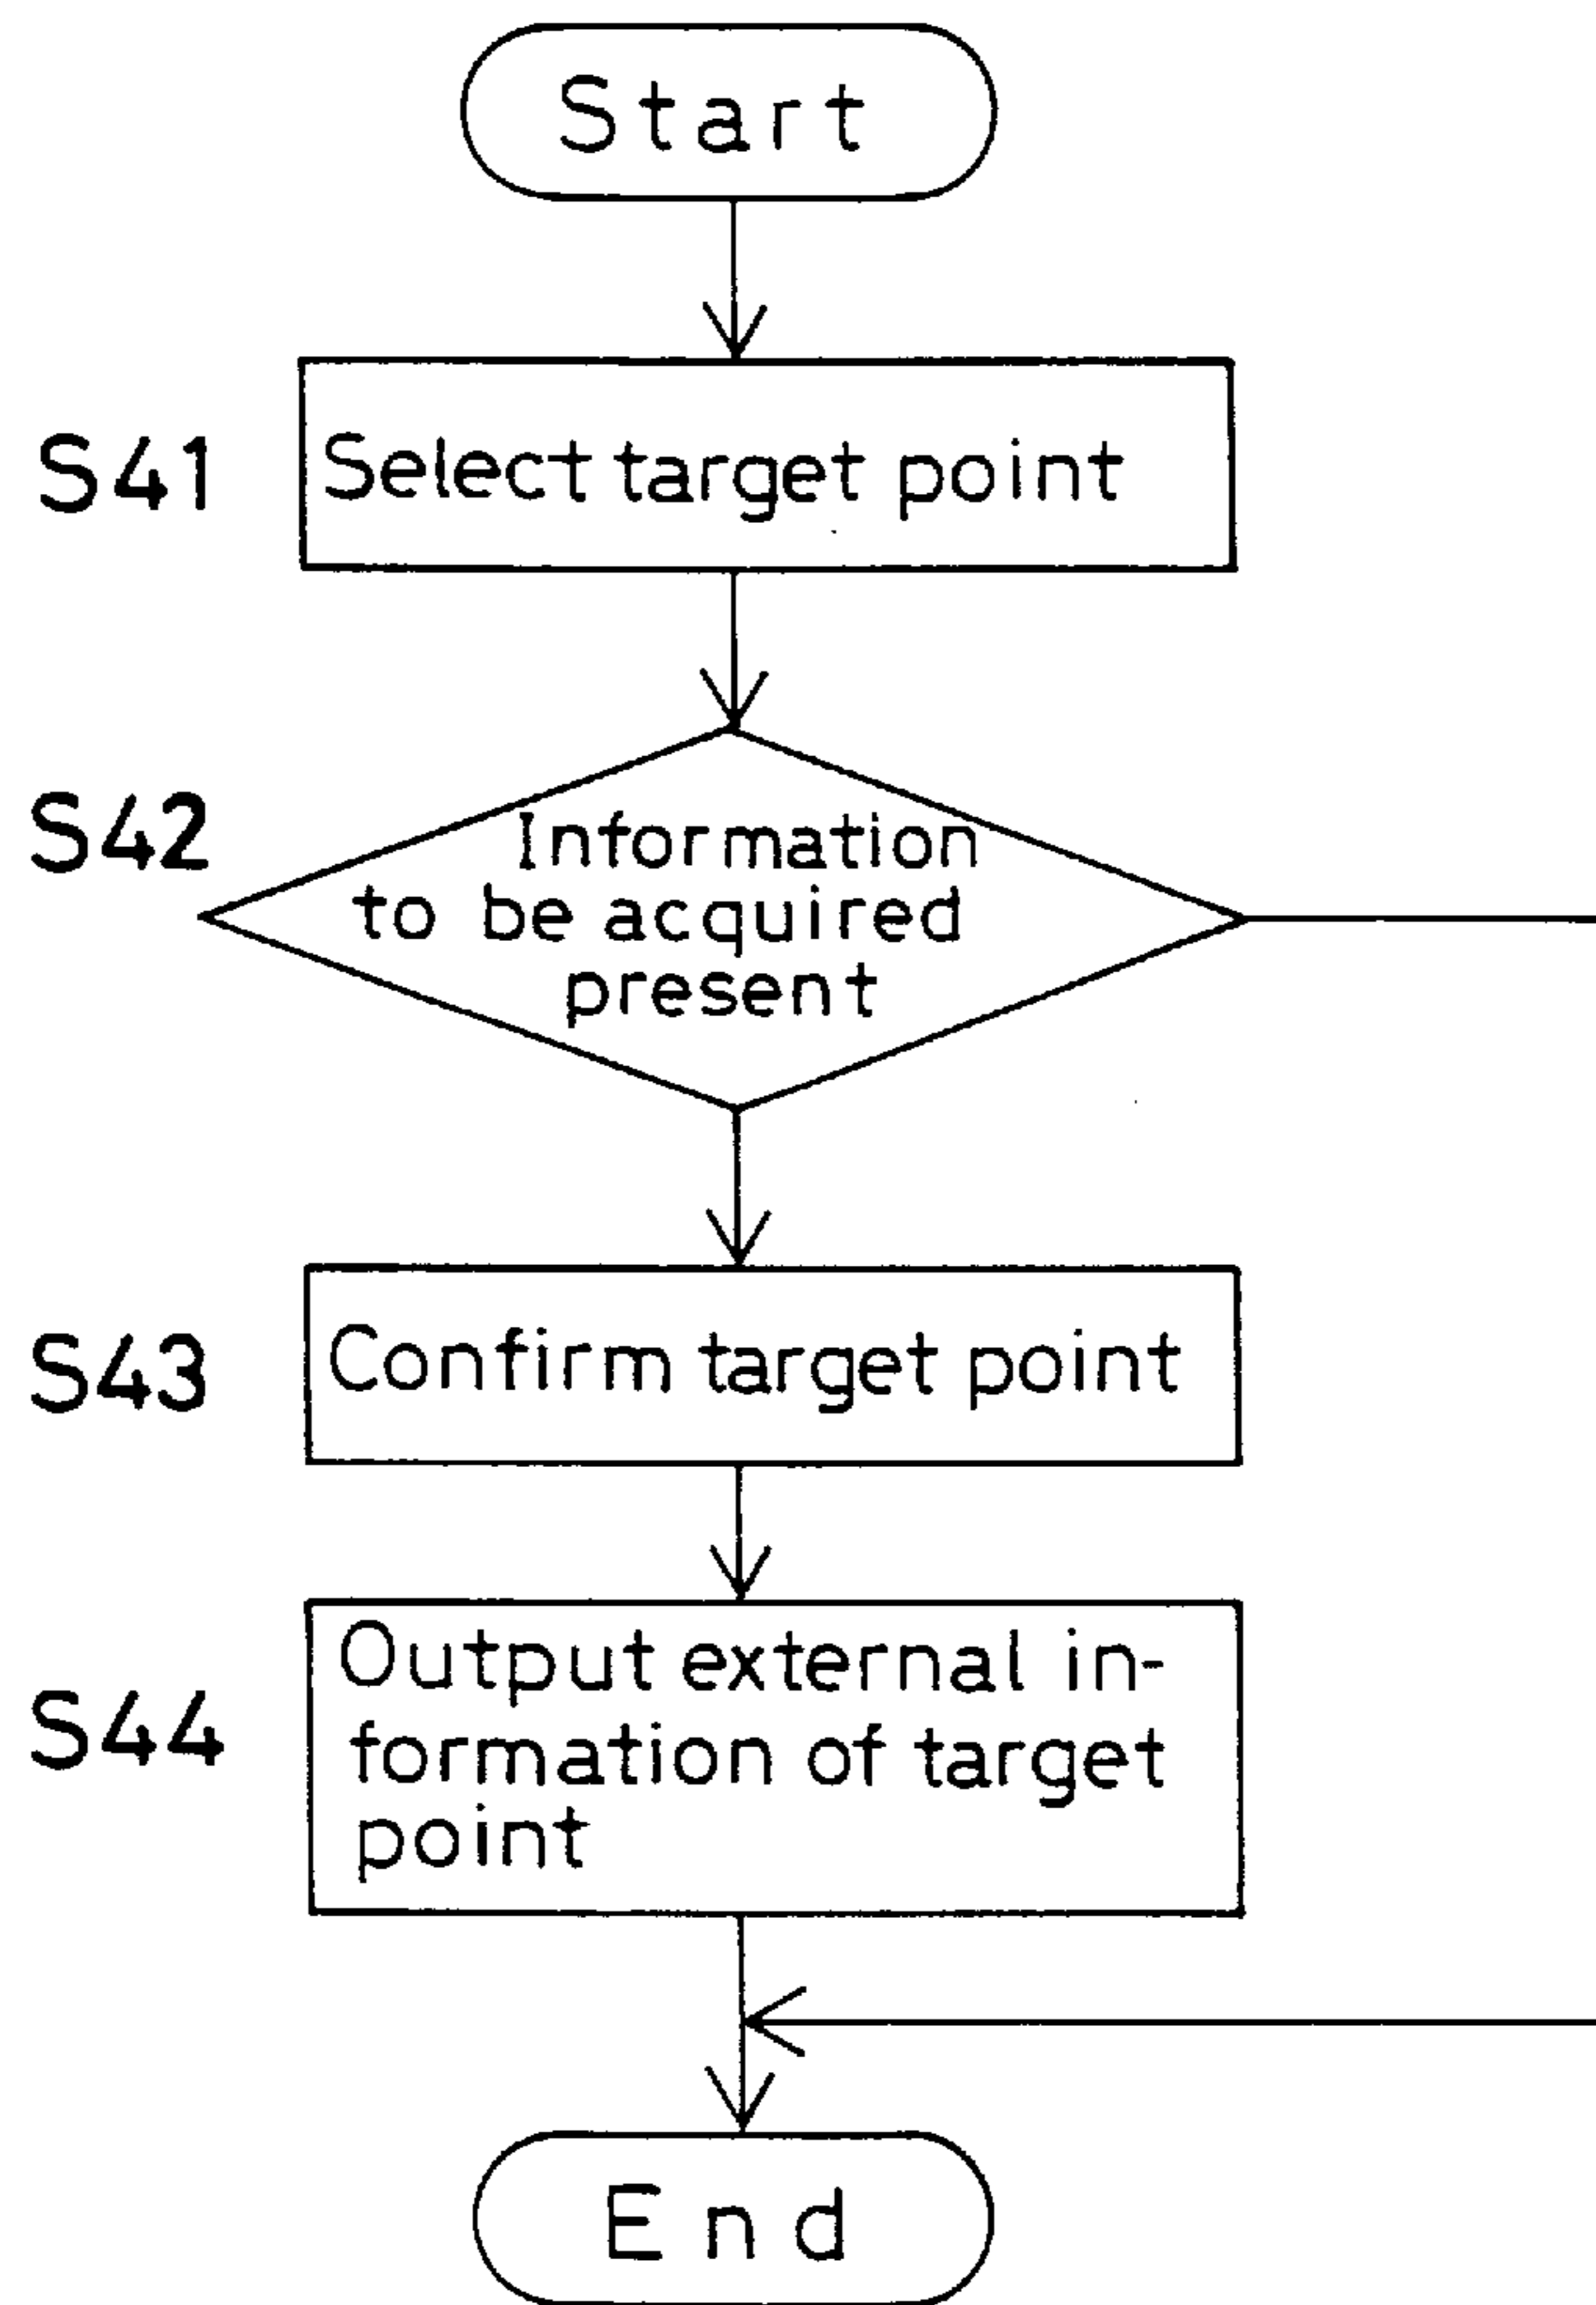 Start
S41
Select target point
S42
Information
to be acquired
present
S43
Confirm target point
S44
Output external in-
formation of target
point
End